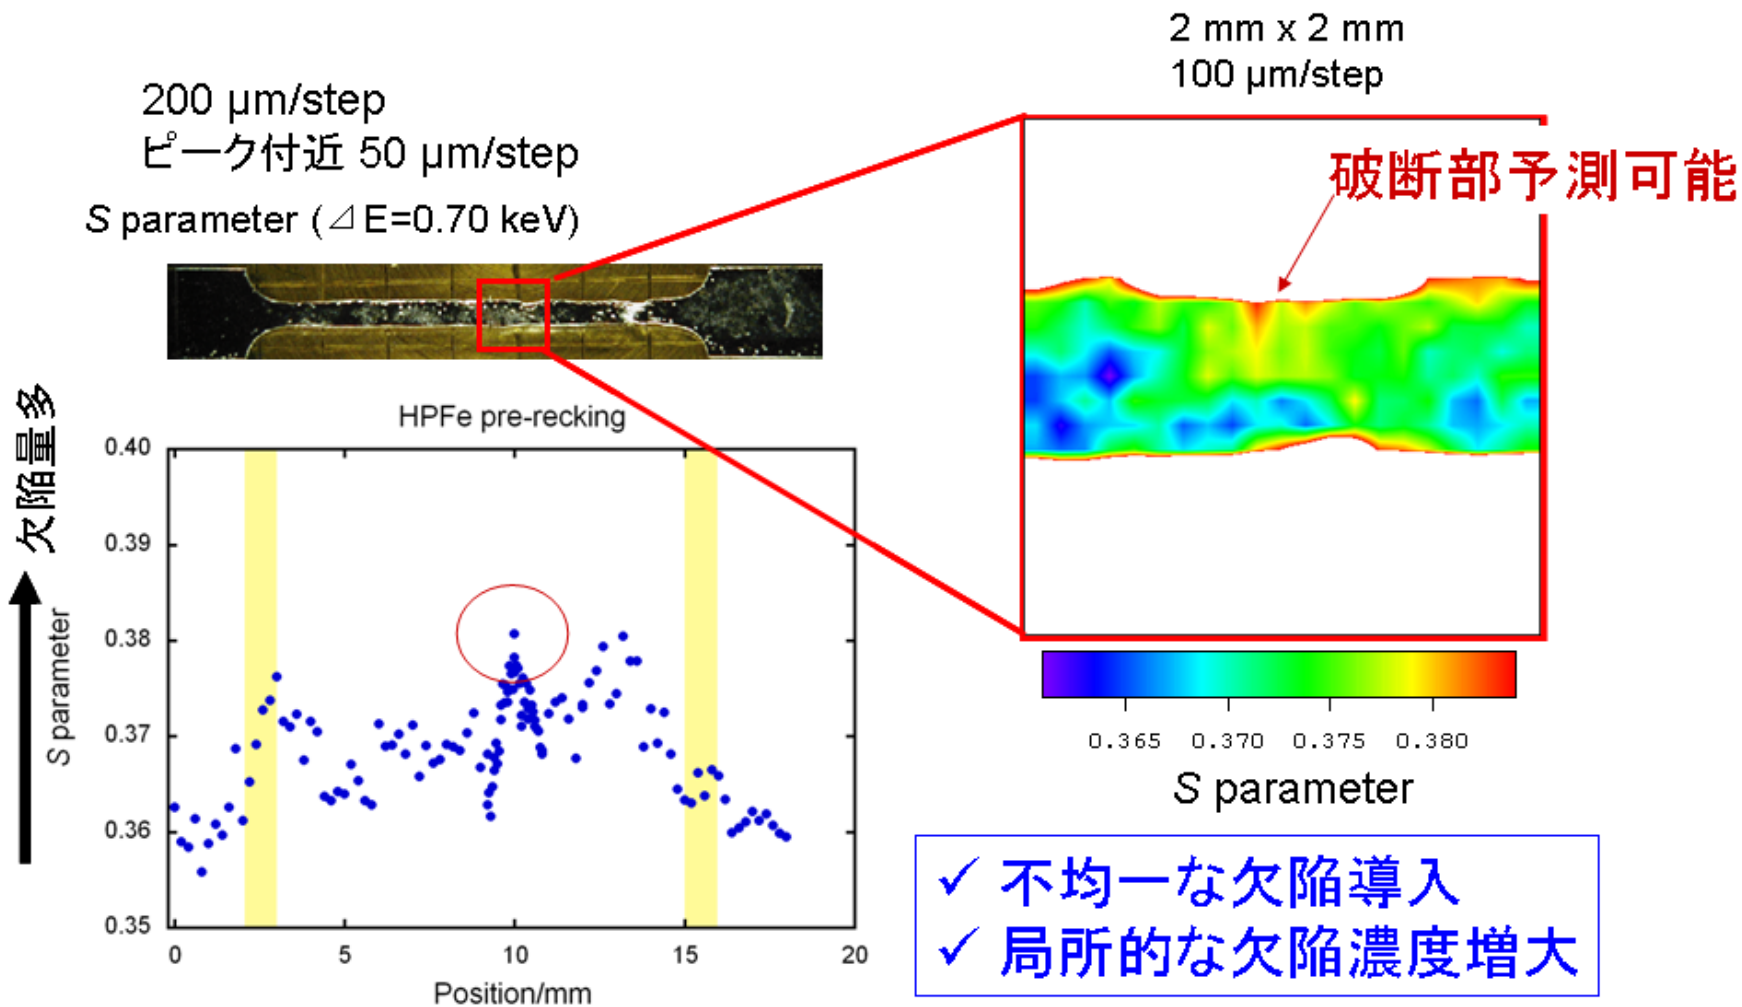 2 mm x 2 mm
100 µm/step
200 µm/step
ピーク付近 50 µm/step
S parameter (⊿E=0.70 keV)
破断部予測可能
HPFe pre-recking
欠陥量多
S parameter
0.40
0.39
0.38
0.37
0.36
0.35
0
5
10
15
20
Position/mm
0.365 0.370 0.375 0.380
S parameter
✓ 不均一な欠陥導入
✓ 局所的な欠陥濃度増大